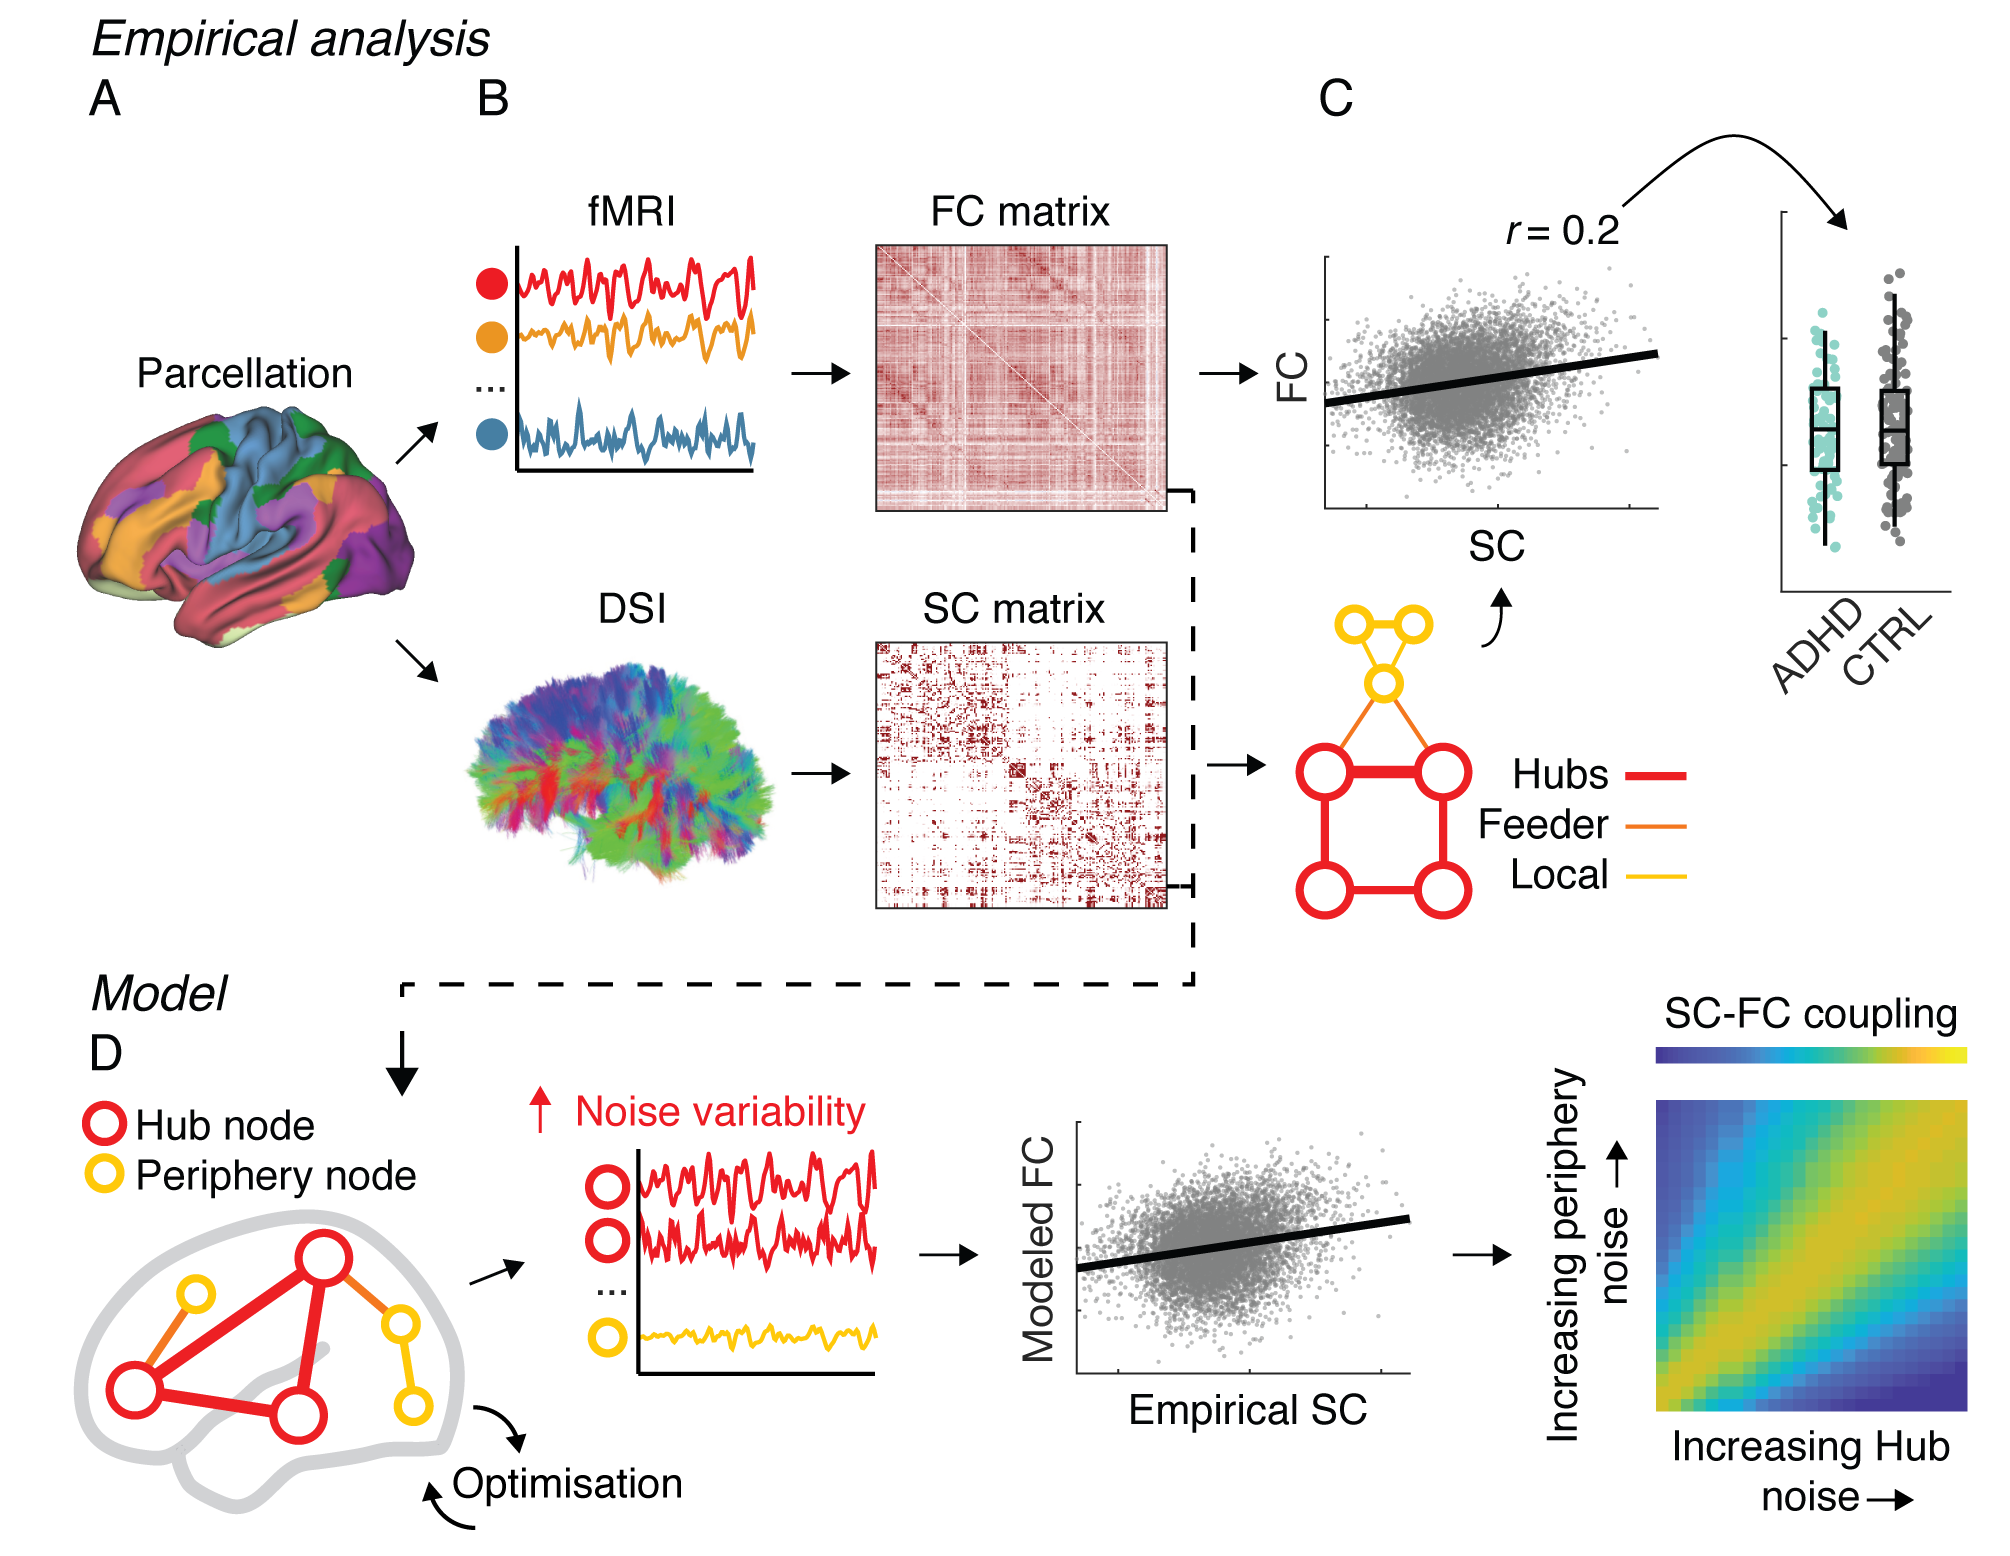 Empirical analysis
A
B
C
Parcellation
fMRI
...
FC matrix
r = 0.2
FC
SC
ADHD
CTRL
DSI
SC matrix
Hubs
Feeder
Local
Model
D
Hub node
Periphery node
Optimisation
Noise variability
...
Modeled FC
Empirical SC
SC-FC coupling
Increasing periphery
noise
Increasing Hub
noise